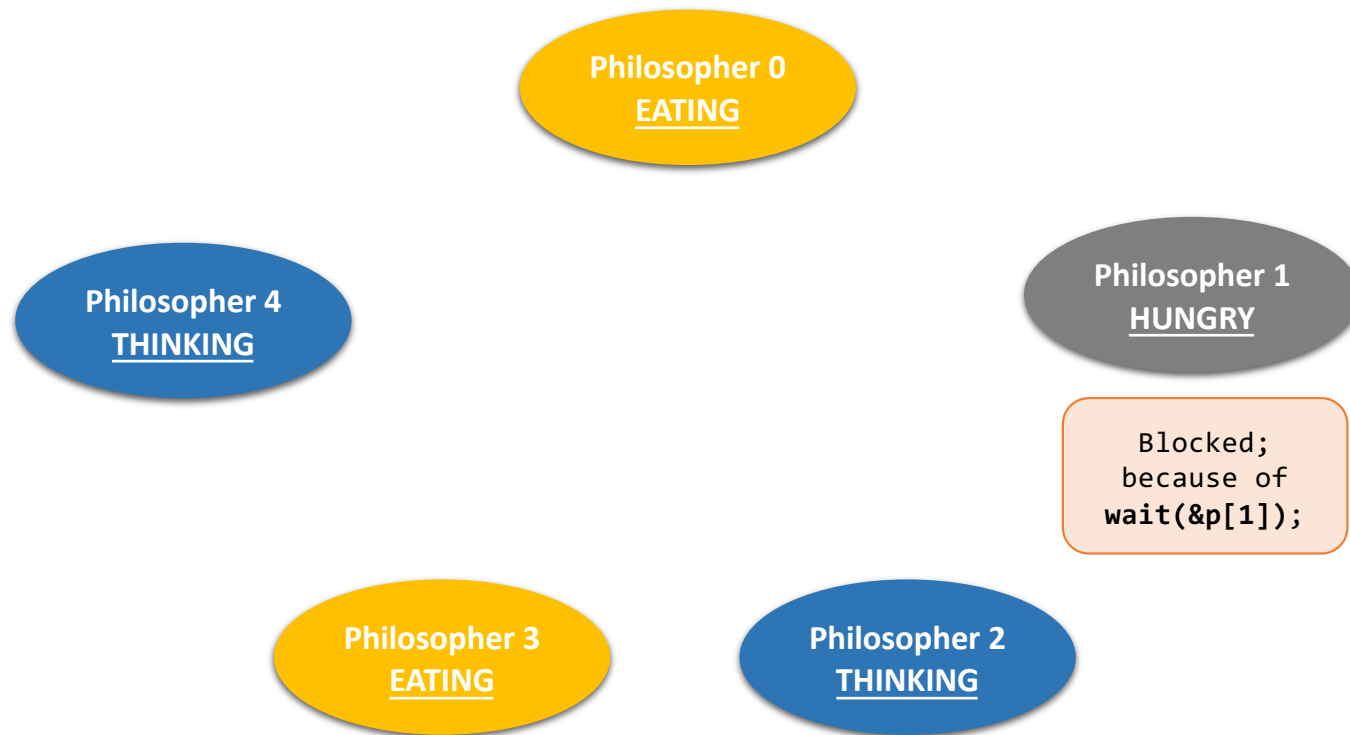 Philosopher 0
EATING
Philosopher 4
THINKING
Philosopher 1
HUNGRY
Blocked;
because of
wait(&p[1]);
Philosopher 3
EATING
Philosopher 2
THINKING